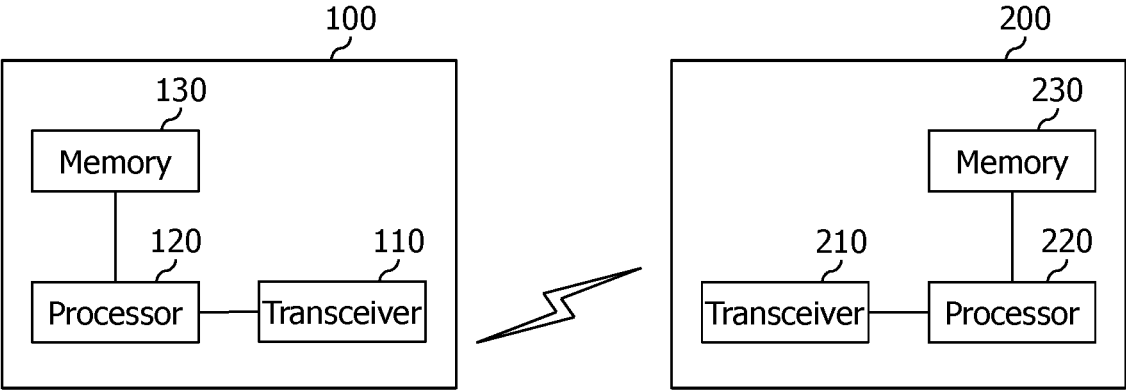 100
200
130
230
Memory
Memory
120
110
210
220
Processor
Transceiver
Transceiver
Processor